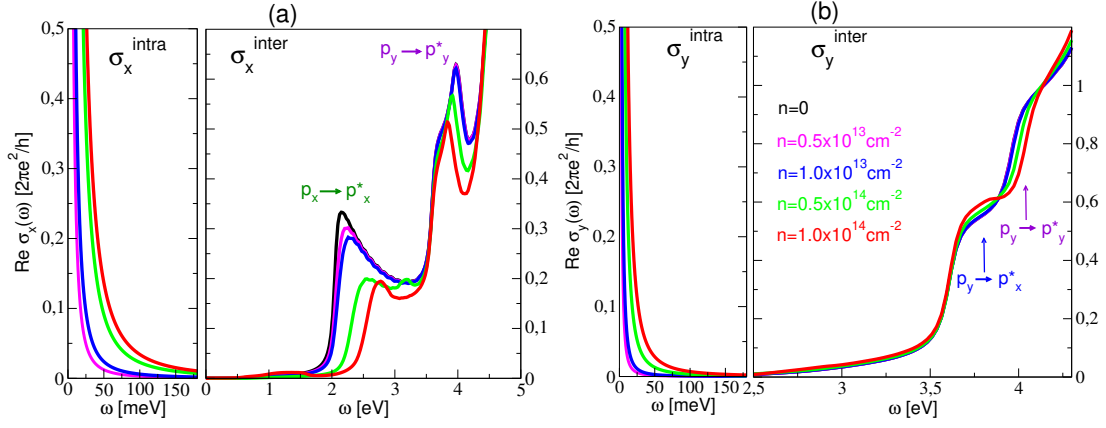 (a)
(b)
0,5
0,4
0,3
0,2
0,1
0
Re σx(ω) [2πe²/h]
σx intra
0 50 100 150
ω [meV]
σx inter
py → p*y
px → p*x
0 1 2 3 4 5
ω [eV]
0,6
0,5
0,4
0,3
0,2
0,1
0
0,5
0,4
0,3
0,2
0,1
0
Re σy(ω) [2πe²/h]
σy intra
0 50 100 150
ω [meV]
σy inter
n=0
n=0.5x10¹³cm⁻²
n=1.0x10¹³cm⁻²
n=0.5x10¹⁴cm⁻²
n=1.0x10¹⁴cm⁻²
py → p*y
py → p*x
2,5 3 3,5 4
ω [eV]
1
0,8
0,6
0,4
0,2
0